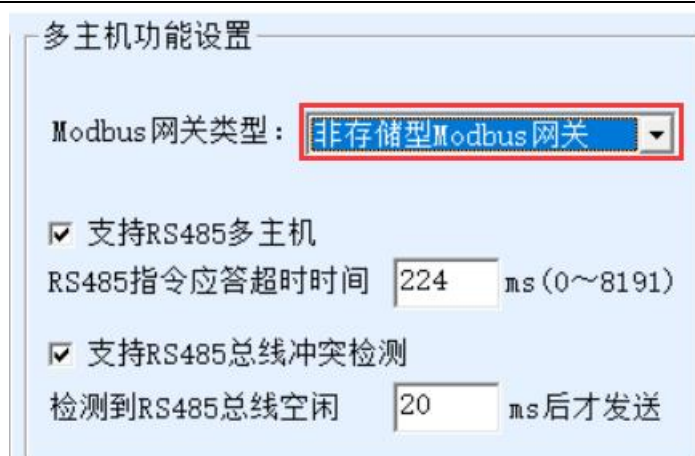 多主机功能设置
Modbus网关类型: 非存储型Modbus网关
支持RS485多主机
RS485指令应答超时时间 224 ms(0～8191)
支持RS485总线冲突检测
检测到RS485总线空闲 20 ms后才发送